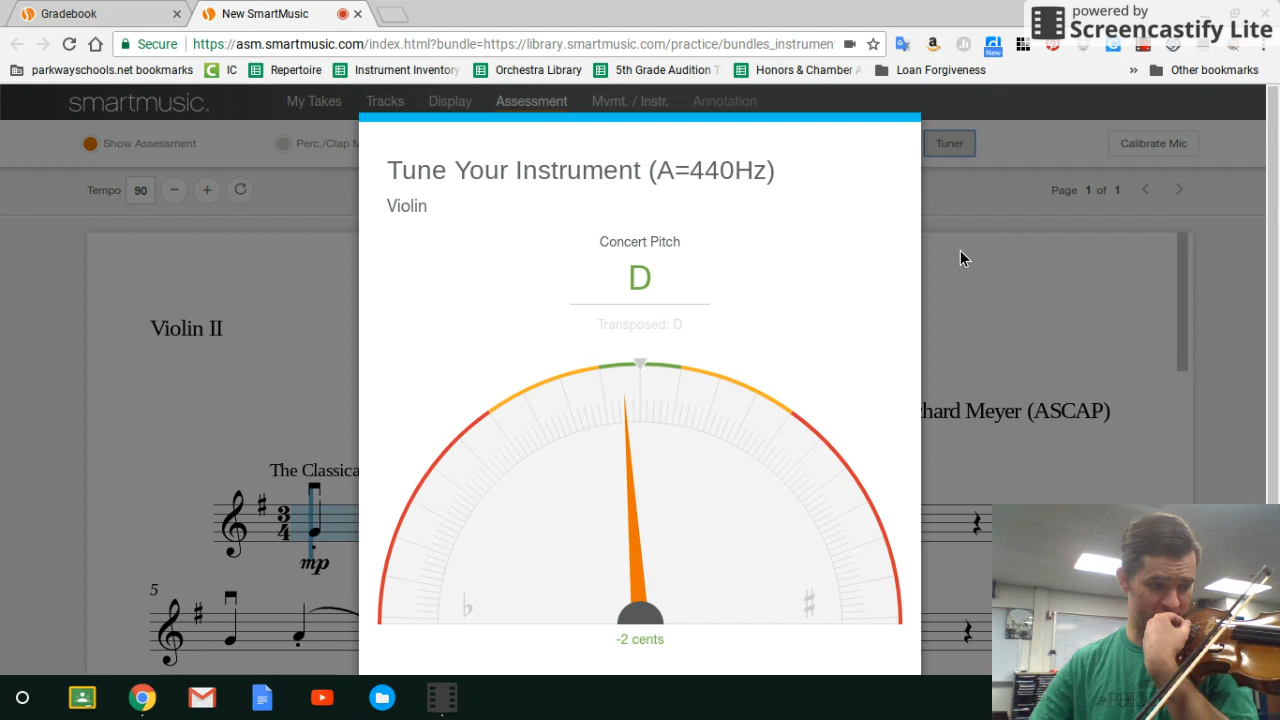 Gradebook
New SmartMusic
powered by
Screencastify Lite
Secure
https://asm.smartmusic.com/index.html?bundle=https://library.smartmusic.com/practice/bundles_instrumen
New
parkwayschools.net bookmarks
IC
Repertoire
Instrument Inventory
Orchestra Library
5th Grade Audition T
Honors & Chamber A
Loan Forgiveness
» Other bookmarks
smartmusic.
My Takes
Tracks
Display
Assessment
Mvmt. / Instr.
Annotation
Show Assessment
Perc./Clap M
Tuner
Calibrate Mic
Tempo
90
Page 1 of 1
Tune Your Instrument (A=440Hz)
Violin
Concert Pitch
D
Transposed: D
-2 cents
Violin II
chard Meyer (ASCAP)
The Classica
3
4
mp
5